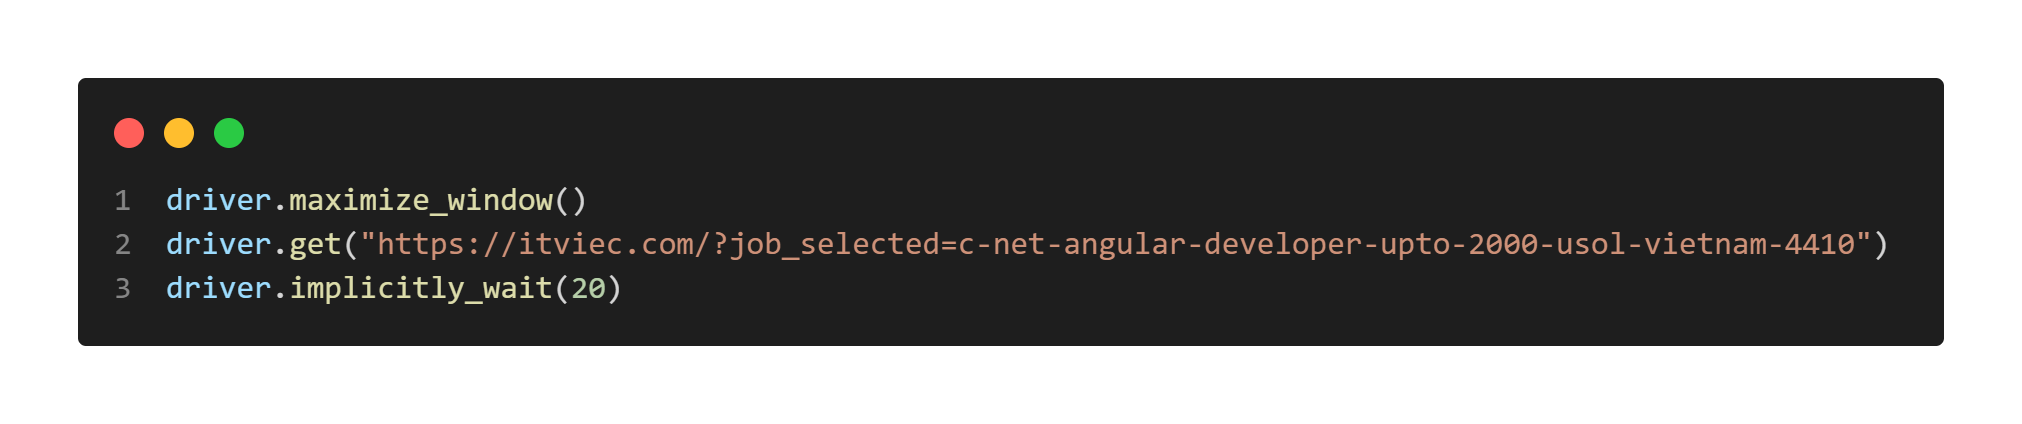 1 driver.maximize_window()
2 driver.get("https://itviec.com/?job_selected=c-net-angular-developer-upto-2000-usol-vietnam-4410")
3 driver.implicitly_wait(20)